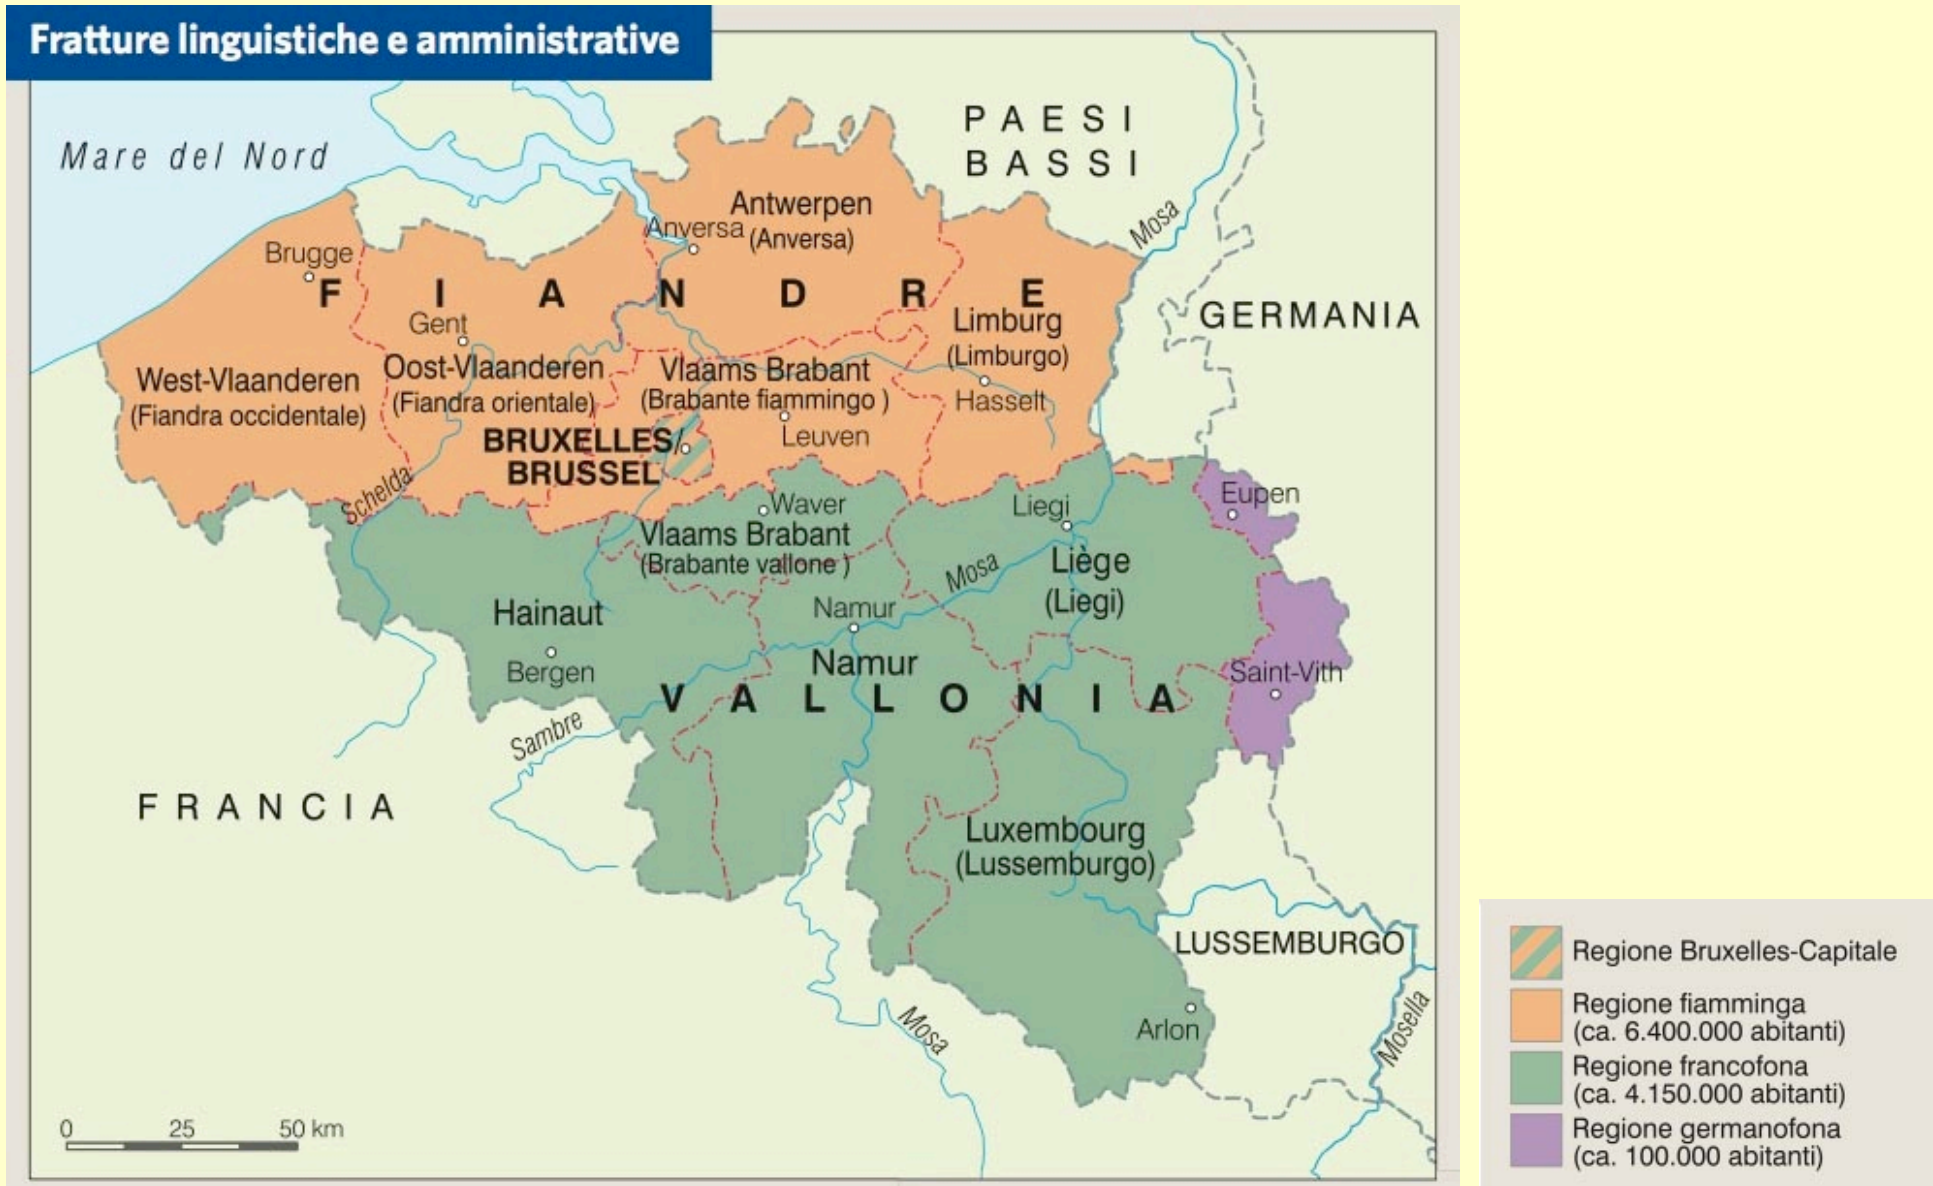 Fratture linguistiche e amministrative
Mare del Nord
PAESI
BASSI
Mosa
Antwerpen
(Anversa)
Anversa
Brugge
FIANDRE
GERMANIA
Gent
Limburg
(Limburgo)
West-Vlaanderen
(Fiandra occidentale)
Oost-Vlaanderen
(Fiandra orientale)
Vlaams Brabant
(Brabante fiammingo )
Hasselt
Leuven
BRUXELLES/
BRUSSEL
Schelda
Waver
Liegi
Eupen
Vlaams Brabant
(Brabante vallone )
Mosa
Liège
(Liegi)
Hainaut
Namur
Bergen
Namur
Saint-Vith
VALLONIA
Sambre
FRANCIA
Luxembourg
(Lussemburgo)
LUSSEMBURGO
Arlon
Mosa
Mosella
0 25 50 km
Regione Bruxelles-Capitale
Regione fiamminga
(ca. 6.400.000 abitanti)
Regione francofona
(ca. 4.150.000 abitanti)
Regione germanofona
(ca. 100.000 abitanti)